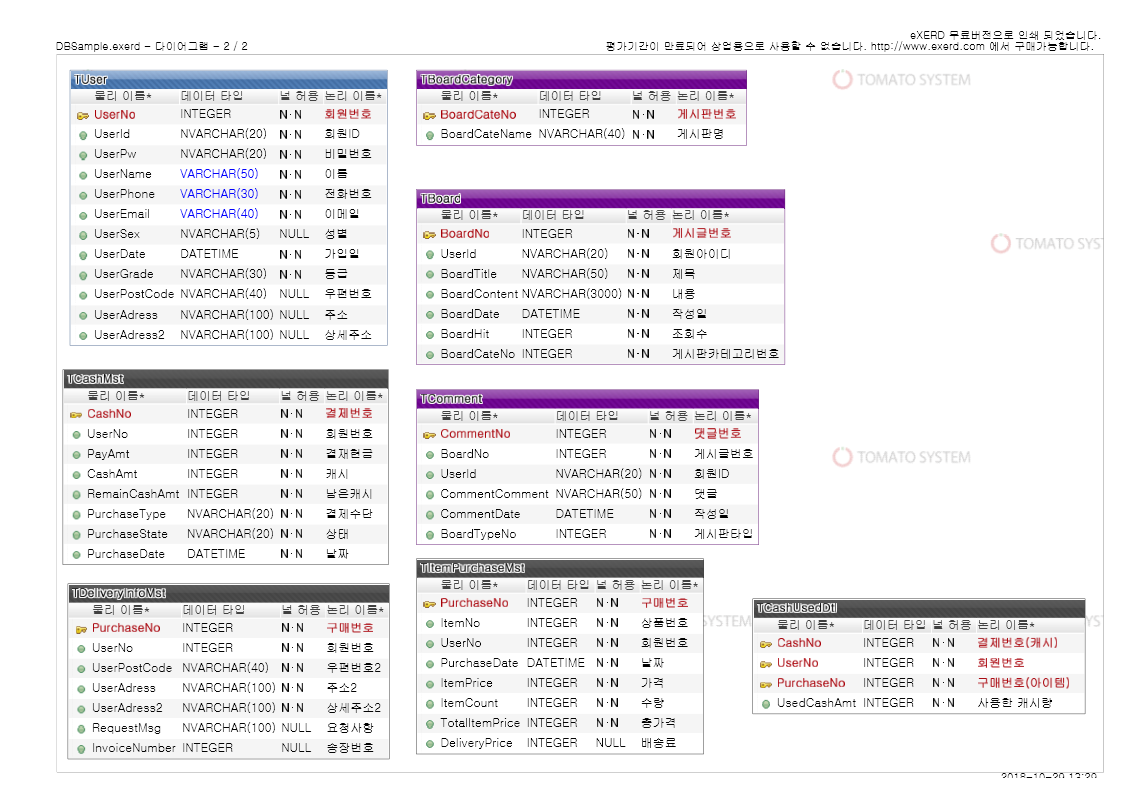 eXERD 무료버전으로 인쇄 되었습니다.
DBSample.exerd - 다이어그램 - 2 / 2
평가기간이 만료되어 상업용으로 사용할 수 없습니다. http://www.exerd.com 에서 구매가능합니다.
TUser
물리 이름* 데이터 타입 널 허용 논리 이름*
UserNo INTEGER N·N 회원번호
UserId NVARCHAR(20) N·N 회원ID
UserPw NVARCHAR(20) N·N 비밀번호
UserName VARCHAR(50) N·N 이름
UserPhone VARCHAR(30) N·N 전화번호
UserEmail VARCHAR(40) N·N 이메일
UserSex NVARCHAR(5) NULL 성별
UserDate DATETIME N·N 가입일
UserGrade NVARCHAR(30) N·N 등급
UserPostCode NVARCHAR(40) NULL 우편번호
UserAdress NVARCHAR(100) NULL 주소
UserAdress2 NVARCHAR(100) NULL 상세주소
TBoardCategory
물리 이름* 데이터 타입 널 허용 논리 이름*
BoardCateNo INTEGER N·N 게시판번호
BoardCateName NVARCHAR(40) N·N 게시판명
TOMATO SYSTEM
TBoard
물리 이름* 데이터 타입 널 허용 논리 이름*
BoardNo INTEGER N·N 게시글번호
UserId NVARCHAR(20) N·N 회원아이디
BoardTitle NVARCHAR(50) N·N 제목
BoardContent NVARCHAR(3000) N·N 내용
BoardDate DATETIME N·N 작성일
BoardHit INTEGER N·N 조회수
BoardCateNo INTEGER N·N 게시판카테고리번호
TOMATO SYST
TCashMst
물리 이름* 데이터 타입 널 허용 논리 이름*
CashNo INTEGER N·N 결제번호
UserNo INTEGER N·N 회원번호
PayAmt INTEGER N·N 결재현금
CashAmt INTEGER N·N 캐시
RemainCashAmt INTEGER N·N 남은캐시
PurchaseType NVARCHAR(20) N·N 결제수단
PurchaseState NVARCHAR(20) N·N 상태
PurchaseDate DATETIME N·N 날짜
TComment
물리 이름* 데이터 타입 널 허용 논리 이름*
CommentNo INTEGER N·N 댓글번호
BoardNo INTEGER N·N 게시글번호
UserId NVARCHAR(20) N·N 회원ID
CommentComment NVARCHAR(50) N·N 댓글
CommentDate DATETIME N·N 작성일
BoardTypeNo INTEGER N·N 게시판타입
TOMATO SYSTEM
TDeliveryInfoMst
물리 이름* 데이터 타입 널 허용 논리 이름*
PurchaseNo INTEGER N·N 구매번호
UserNo INTEGER N·N 회원번호
UserPostCode NVARCHAR(40) N·N 우편번호2
UserAdress NVARCHAR(100) N·N 주소2
UserAdress2 NVARCHAR(100) N·N 상세주소2
RequestMsg NVARCHAR(100) NULL 요청사항
InvoiceNumber INTEGER NULL 송장번호
TItemPurchaseMst
물리 이름* 데이터 타입 널 허용 논리 이름*
PurchaseNo INTEGER N·N 구매번호
ItemNo INTEGER N·N 상품번호
UserNo INTEGER N·N 회원번호
PurchaseDate DATETIME N·N 날짜
ItemPrice INTEGER N·N 가격
ItemCount INTEGER N·N 수량
TotalItemPrice INTEGER N·N 총가격
DeliveryPrice INTEGER NULL 배송료
SYSTEM
TCashUsedDtl
물리 이름* 데이터 타입 널 허용 논리 이름*
CashNo INTEGER N·N 결제번호(캐시)
UserNo INTEGER N·N 회원번호
PurchaseNo INTEGER N·N 구매번호(아이템)
UsedCashAmt INTEGER N·N 사용한 캐시량
YST
2016-10-29 13:29